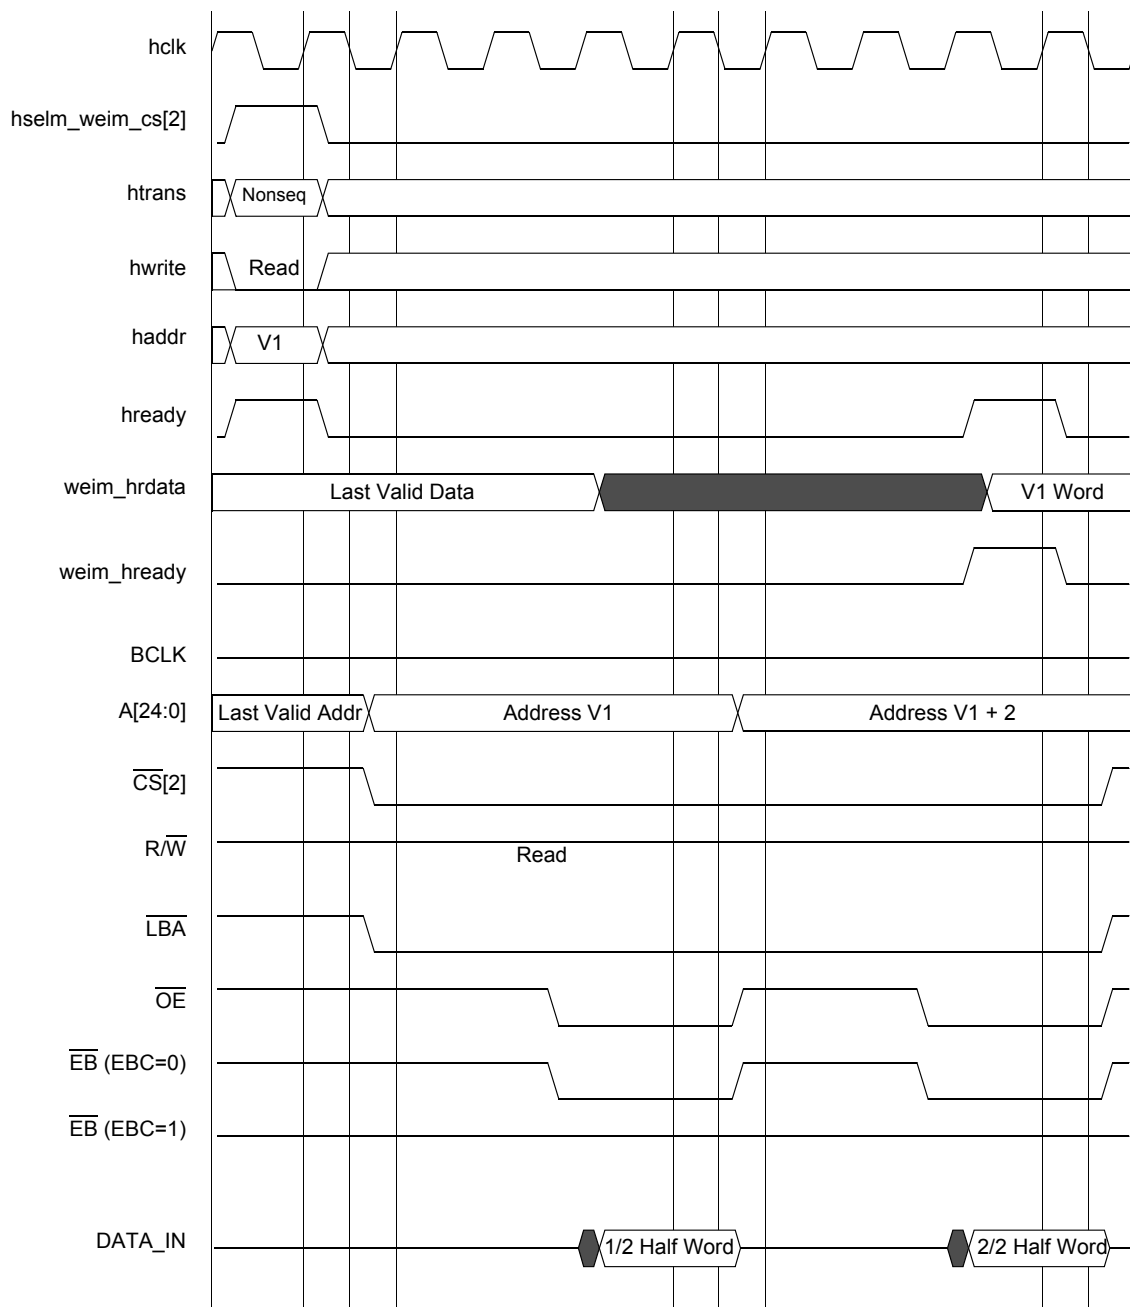 hclk
hselm_weim_cs[2]
htrans Nonseq
hwrite Read
haddr V1
hready
weim_hrdata Last Valid Data V1 Word
weim_hready
BCLK
A[24:0] Last Valid Addr Address V1 Address V1 + 2
CS[2]
R/W Read
LBA
OE
EB (EBC=0)
EB (EBC=1)
DATA_IN 1/2 Half Word 2/2 Half Word